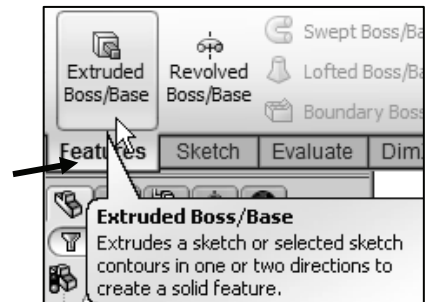 Extruded Boss/Base
Revolved Boss/Base
Swept Boss/Ba
Lofted Boss/Ba
Boundary Boss
Features
Sketch
Evaluate
Dim
Extruded Boss/Base
Extrudes a sketch or selected sketch
contours in one or two directions to
create a solid feature.